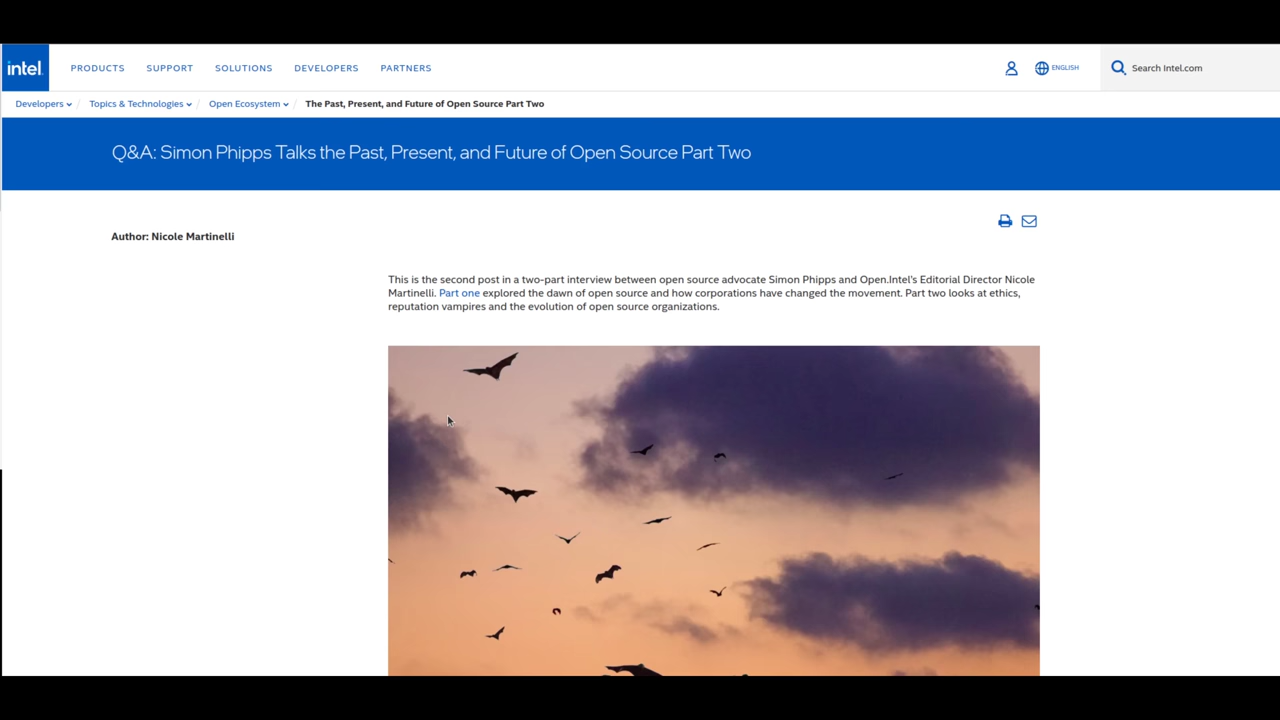 intel
PRODUCTS SUPPORT SOLUTIONS DEVELOPERS PARTNERS ENGLISH Search Intel.com
Developers / Topics & Technologies / Open Ecosystem / The Past, Present, and Future of Open Source Part Two
Q&A: Simon Phipps Talks the Past, Present, and Future of Open Source Part Two
Author: Nicole Martinelli
This is the second post in a two-part interview between open source advocate Simon Phipps and Open.Intel's Editorial Director Nicole
Martinelli. Part one explored the dawn of open source and how corporations have changed the movement. Part two looks at ethics,
reputation vampires and the evolution of open source organizations.